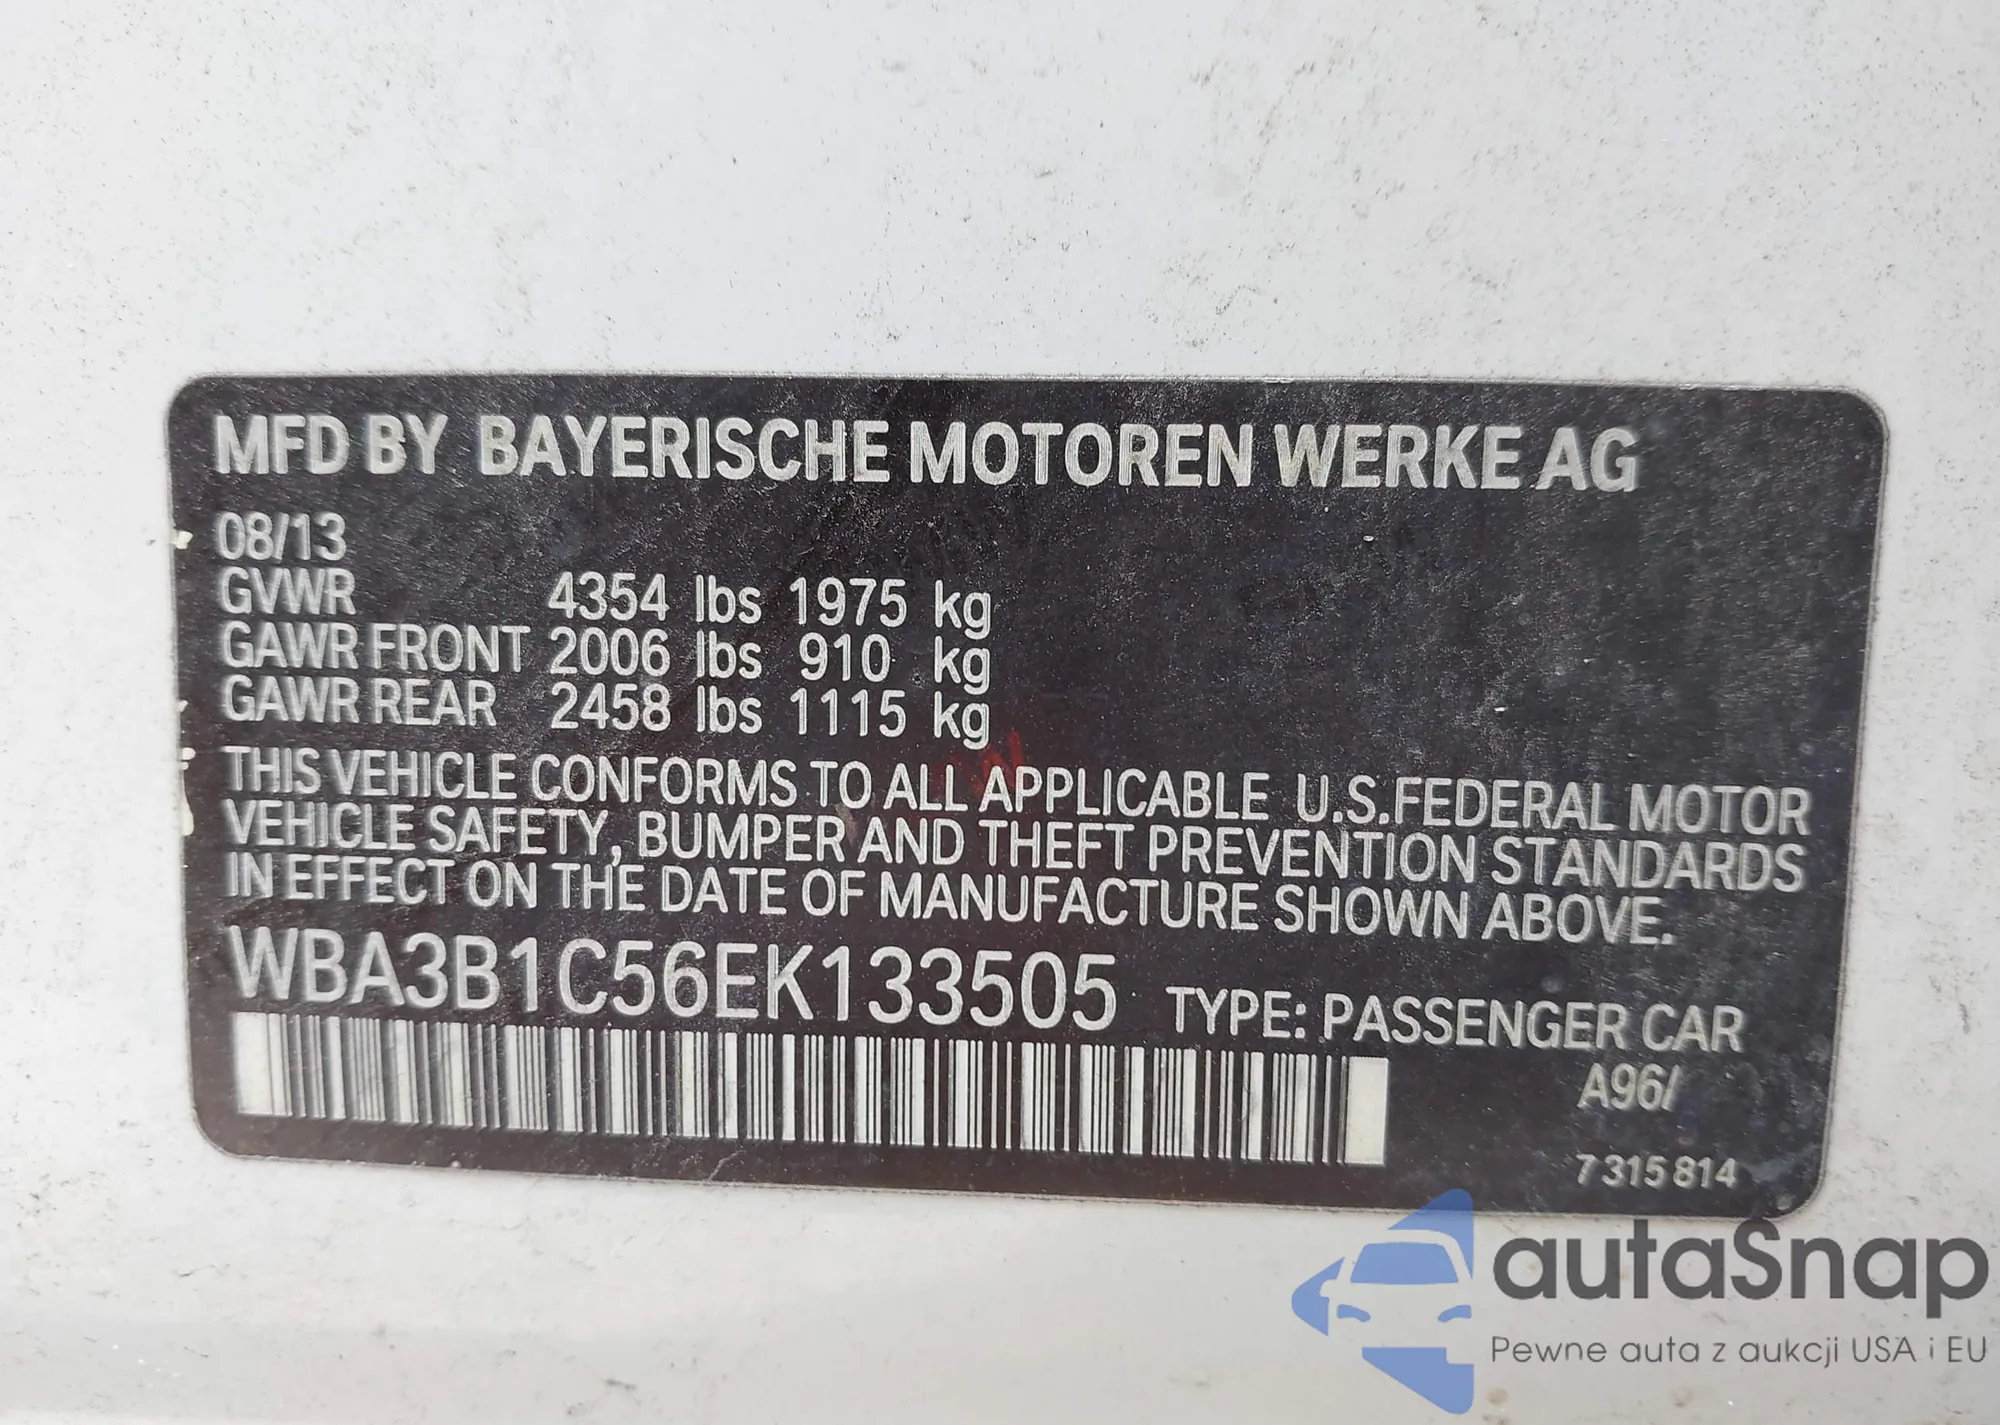 MFD BY BAYERISCHE MOTOREN WERKE AG
08/13
GVWR 4354 lbs 1975 kg
GAWR FRONT 2006 lbs 910 kg
GAWR REAR 2458 lbs 1115 kg
THIS VEHICLE CONFORMS TO ALL APPLICABLE U.S.FEDERAL MOTOR
VEHICLE SAFETY, BUMPER AND THEFT PREVENTION STANDARDS
IN EFFECT ON THE DATE OF MANUFACTURE SHOWN ABOVE.
WBA3B1C56EK133505 TYPE: PASSENGER CAR
A96/
7 315 814
autaSnap
Pewne auta z aukcji USA i EU